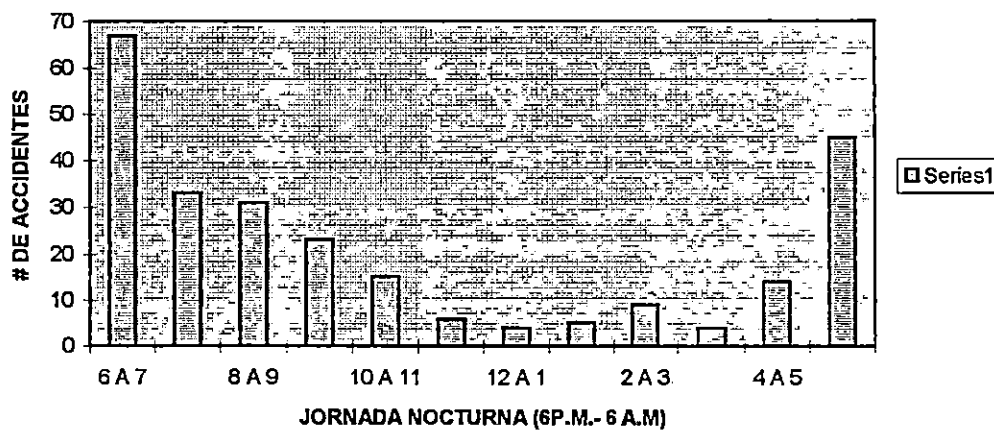 70
60
50
40
30
20
10
0
# DE ACCIDENTES
6 A 7
8 A 9
10 A 11
12 A 1
2 A 3
4 A 5
JORNADA NOCTURNA (6P.M.- 6 A.M)
Series1